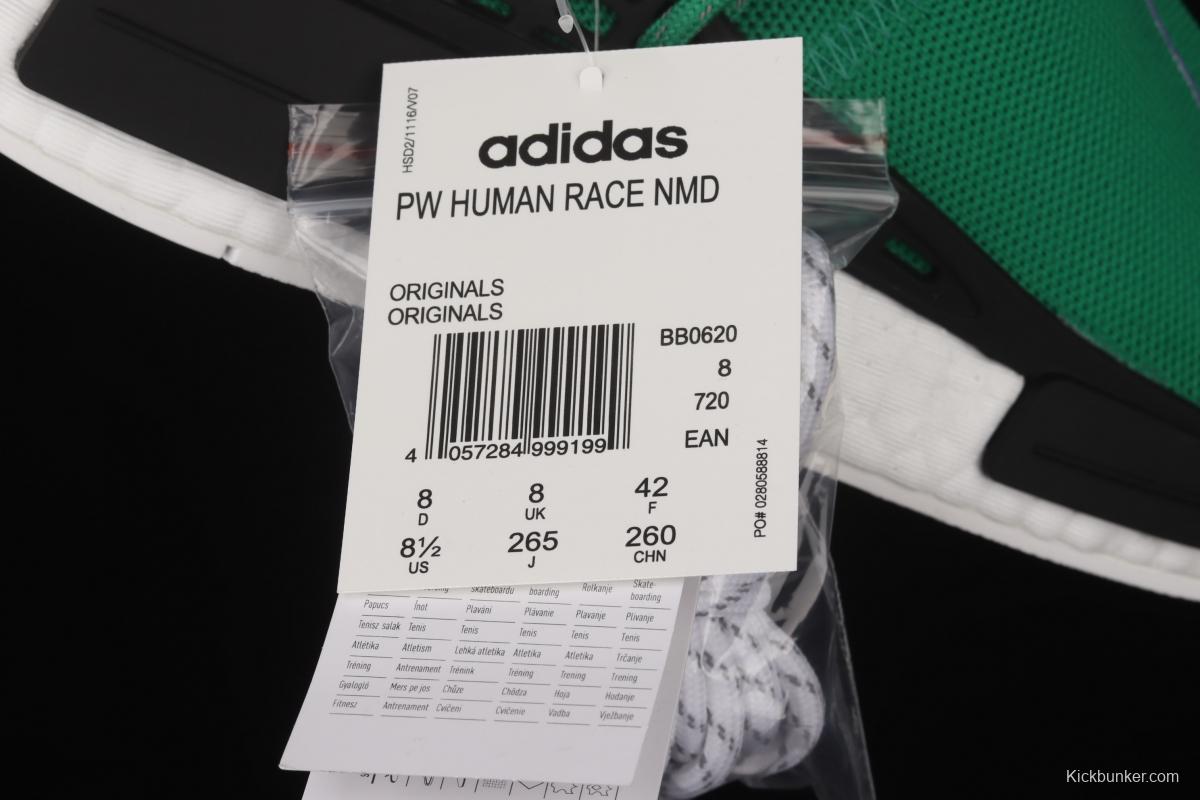 HSD2/1116/V07
adidas
PW HUMAN RACE NMD
ORIGINALS
ORIGINALS
BB0620
8
720
EAN
4 057284 999199
PO# 0280588814
8 8 42
D UK F
8½ 265 260
US J CHN
skateboardu boarding Rolkanje Skate-
boarding
Papucs İnot Plavání Plávanie Plavanje Plivanje
Tenisz salak Tenis Tenis Tenis Tenis Tenis
Atlétika Atletism Lehká atletika Atletika Atletika Trčanje
Tréning Antrenament Trénink Tréning Trening Trening
Gyalogló Mers pe jos Chůze Chôdza Hoja Hodanje
Fitnesz Antrenament Cvičení Cvičenie Vadba Vježbanje
Kickbunker.com